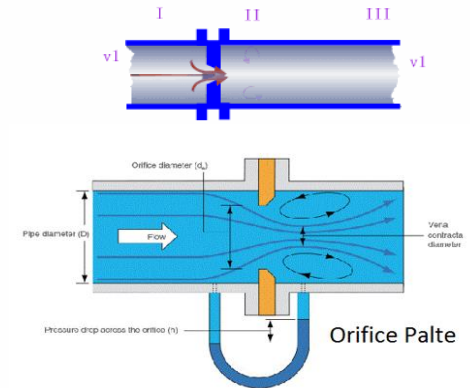 I II III
v1 v1
Orifice diameter (do)
Pipe diameter (D)
Flow
Vena
contracta
diameter
Pressure drop across the orifice (h)
Orifice Palte